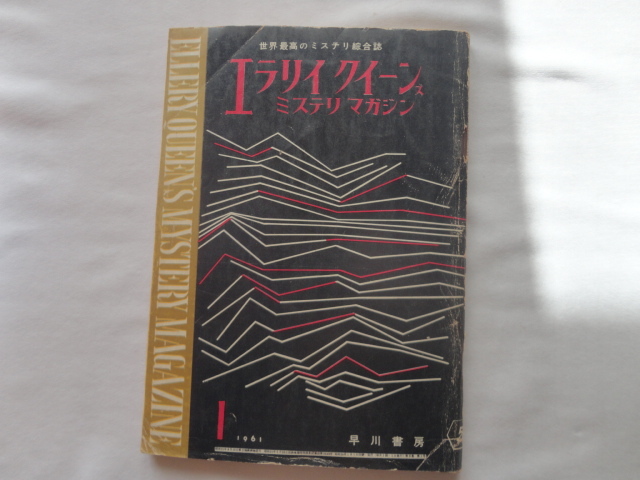 世界最高のミステリ綜合誌
エラリイクイーンズ
ミステリ マガジン
ELLERY QUEEN'S MYSTERY MAGAZINE
1
1961
早川書房